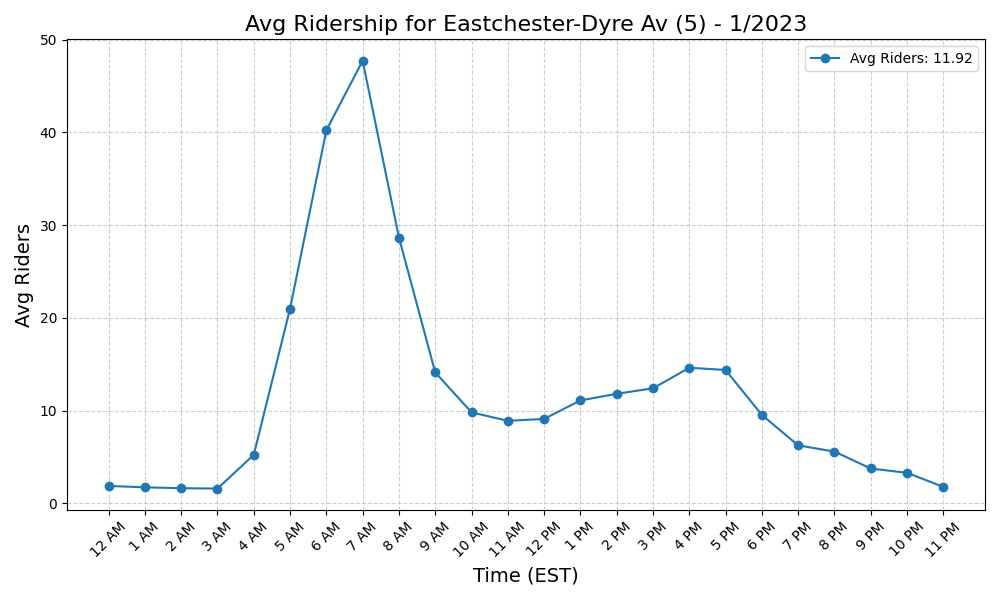 Avg Ridership for Eastchester-Dyre Av (5) - 1/2023
Avg Riders: 11.92
Avg Riders
50
40
30
20
10
0
12 AM
1 AM
2 AM
3 AM
4 AM
5 AM
6 AM
7 AM
8 AM
9 AM
10 AM
11 AM
12 PM
1 PM
2 PM
3 PM
4 PM
5 PM
6 PM
7 PM
8 PM
9 PM
10 PM
11 PM
Time (EST)